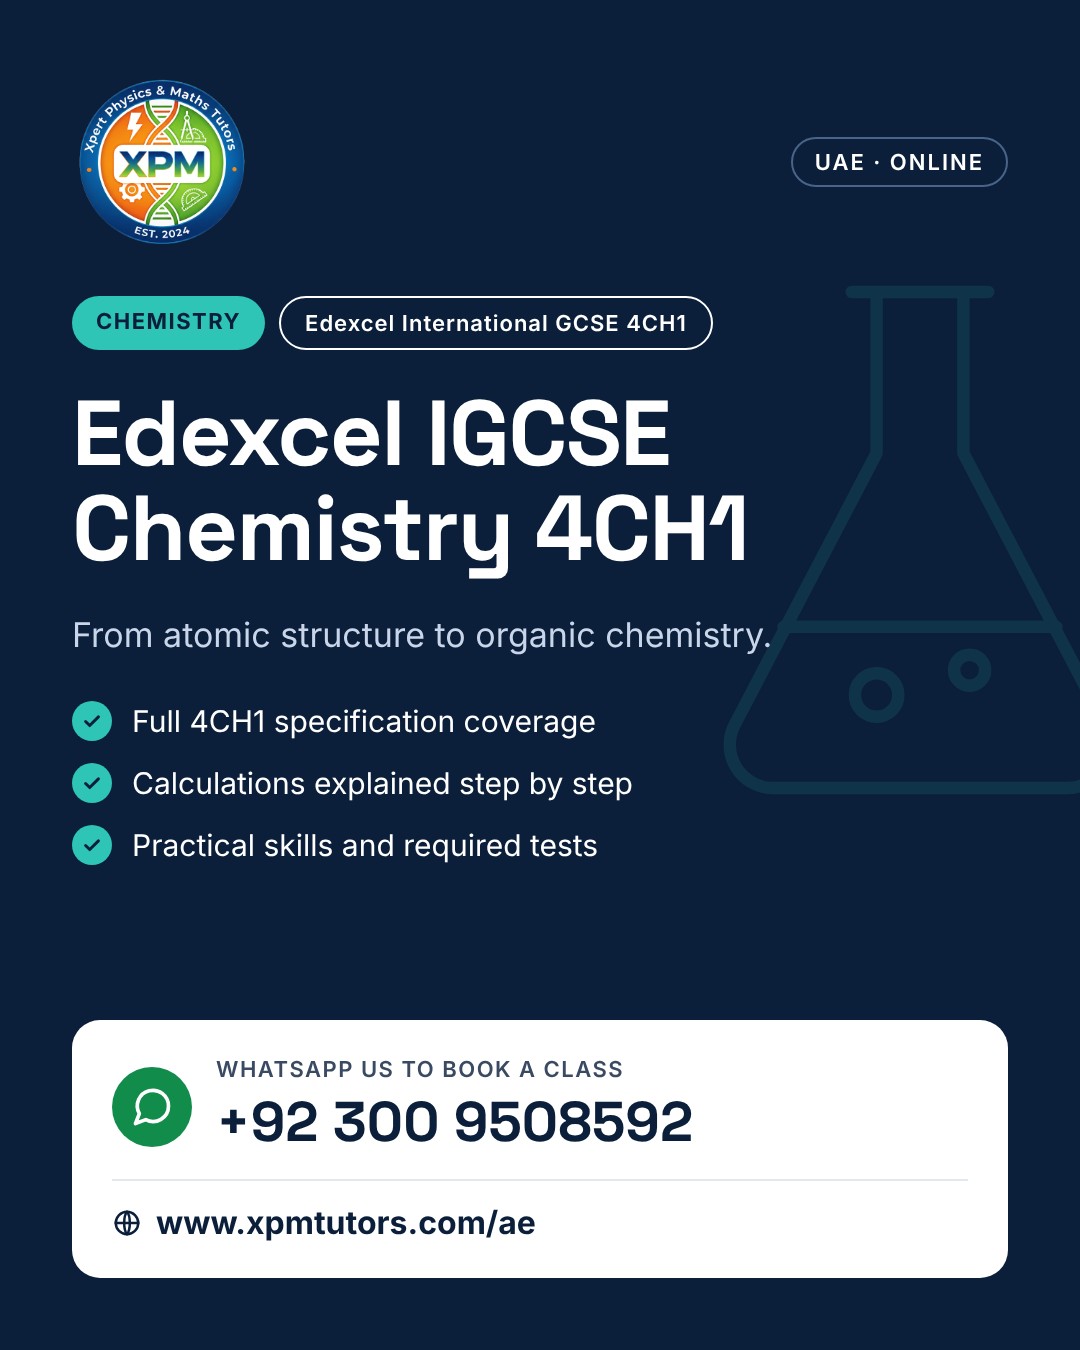 Xpert Physics & Maths Tutors
XPM
EST. 2024
UAE · ONLINE
CHEMISTRY
Edexcel International GCSE 4CH1
Edexcel IGCSE
Chemistry 4CH1
From atomic structure to organic chemistry.
Full 4CH1 specification coverage
Calculations explained step by step
Practical skills and required tests
WHATSAPP US TO BOOK A CLASS
+92 300 9508592
www.xpmtutors.com/ae